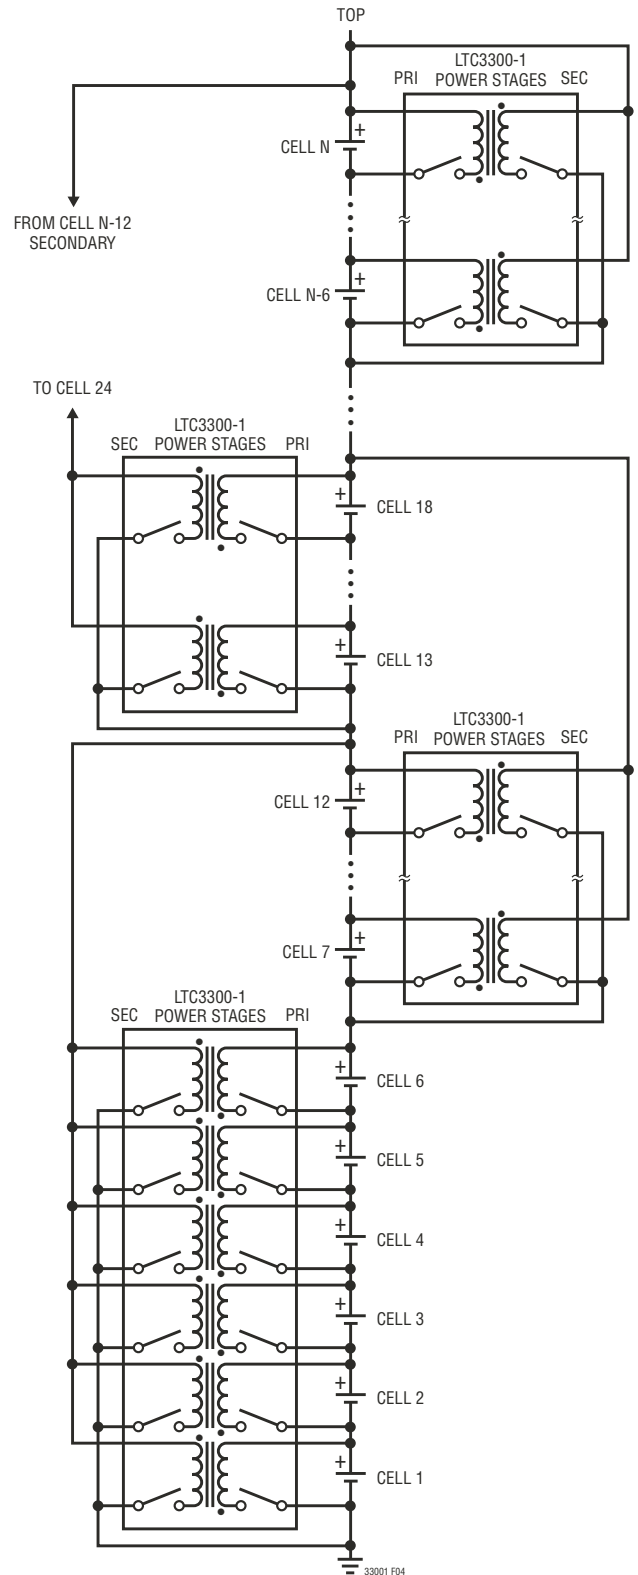 TOP
LTC3300-1
PRI POWER STAGES SEC
+
CELL N
FROM CELL N-12
SECONDARY
+
CELL N-6
TO CELL 24
LTC3300-1
SEC POWER STAGES PRI
+
CELL 18
+
CELL 13
LTC3300-1
PRI POWER STAGES SEC
+
CELL 12
+
CELL 7
LTC3300-1
SEC POWER STAGES PRI
+
CELL 6
+
CELL 5
+
CELL 4
+
CELL 3
+
CELL 2
+
CELL 1
33001 F04